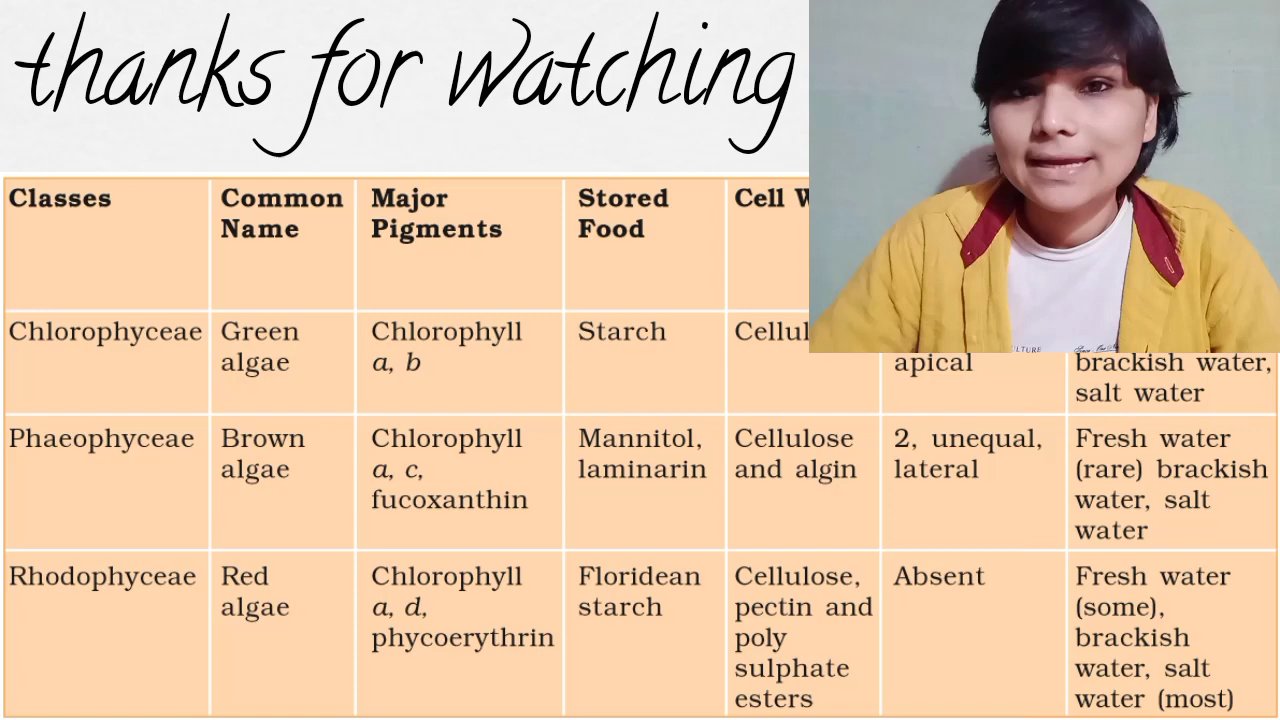 thanks for watching
Classes
Common
Name
Major
Pigments
Stored
Food
Cell W
Chlorophyceae
Green
algae
Chlorophyll
a, b
Starch
Cellul
apical
brackish water,
salt water
Phaeophyceae
Brown
algae
Chlorophyll
a, c,
fucoxanthin
Mannitol,
laminarin
Cellulose
and algin
2, unequal,
lateral
Fresh water
(rare) brackish
water, salt
water
Rhodophyceae
Red
algae
Chlorophyll
a, d,
phycoerythrin
Floridean
starch
Cellulose,
pectin and
poly
sulphate
esters
Absent
Fresh water
(some),
brackish
water, salt
water (most)